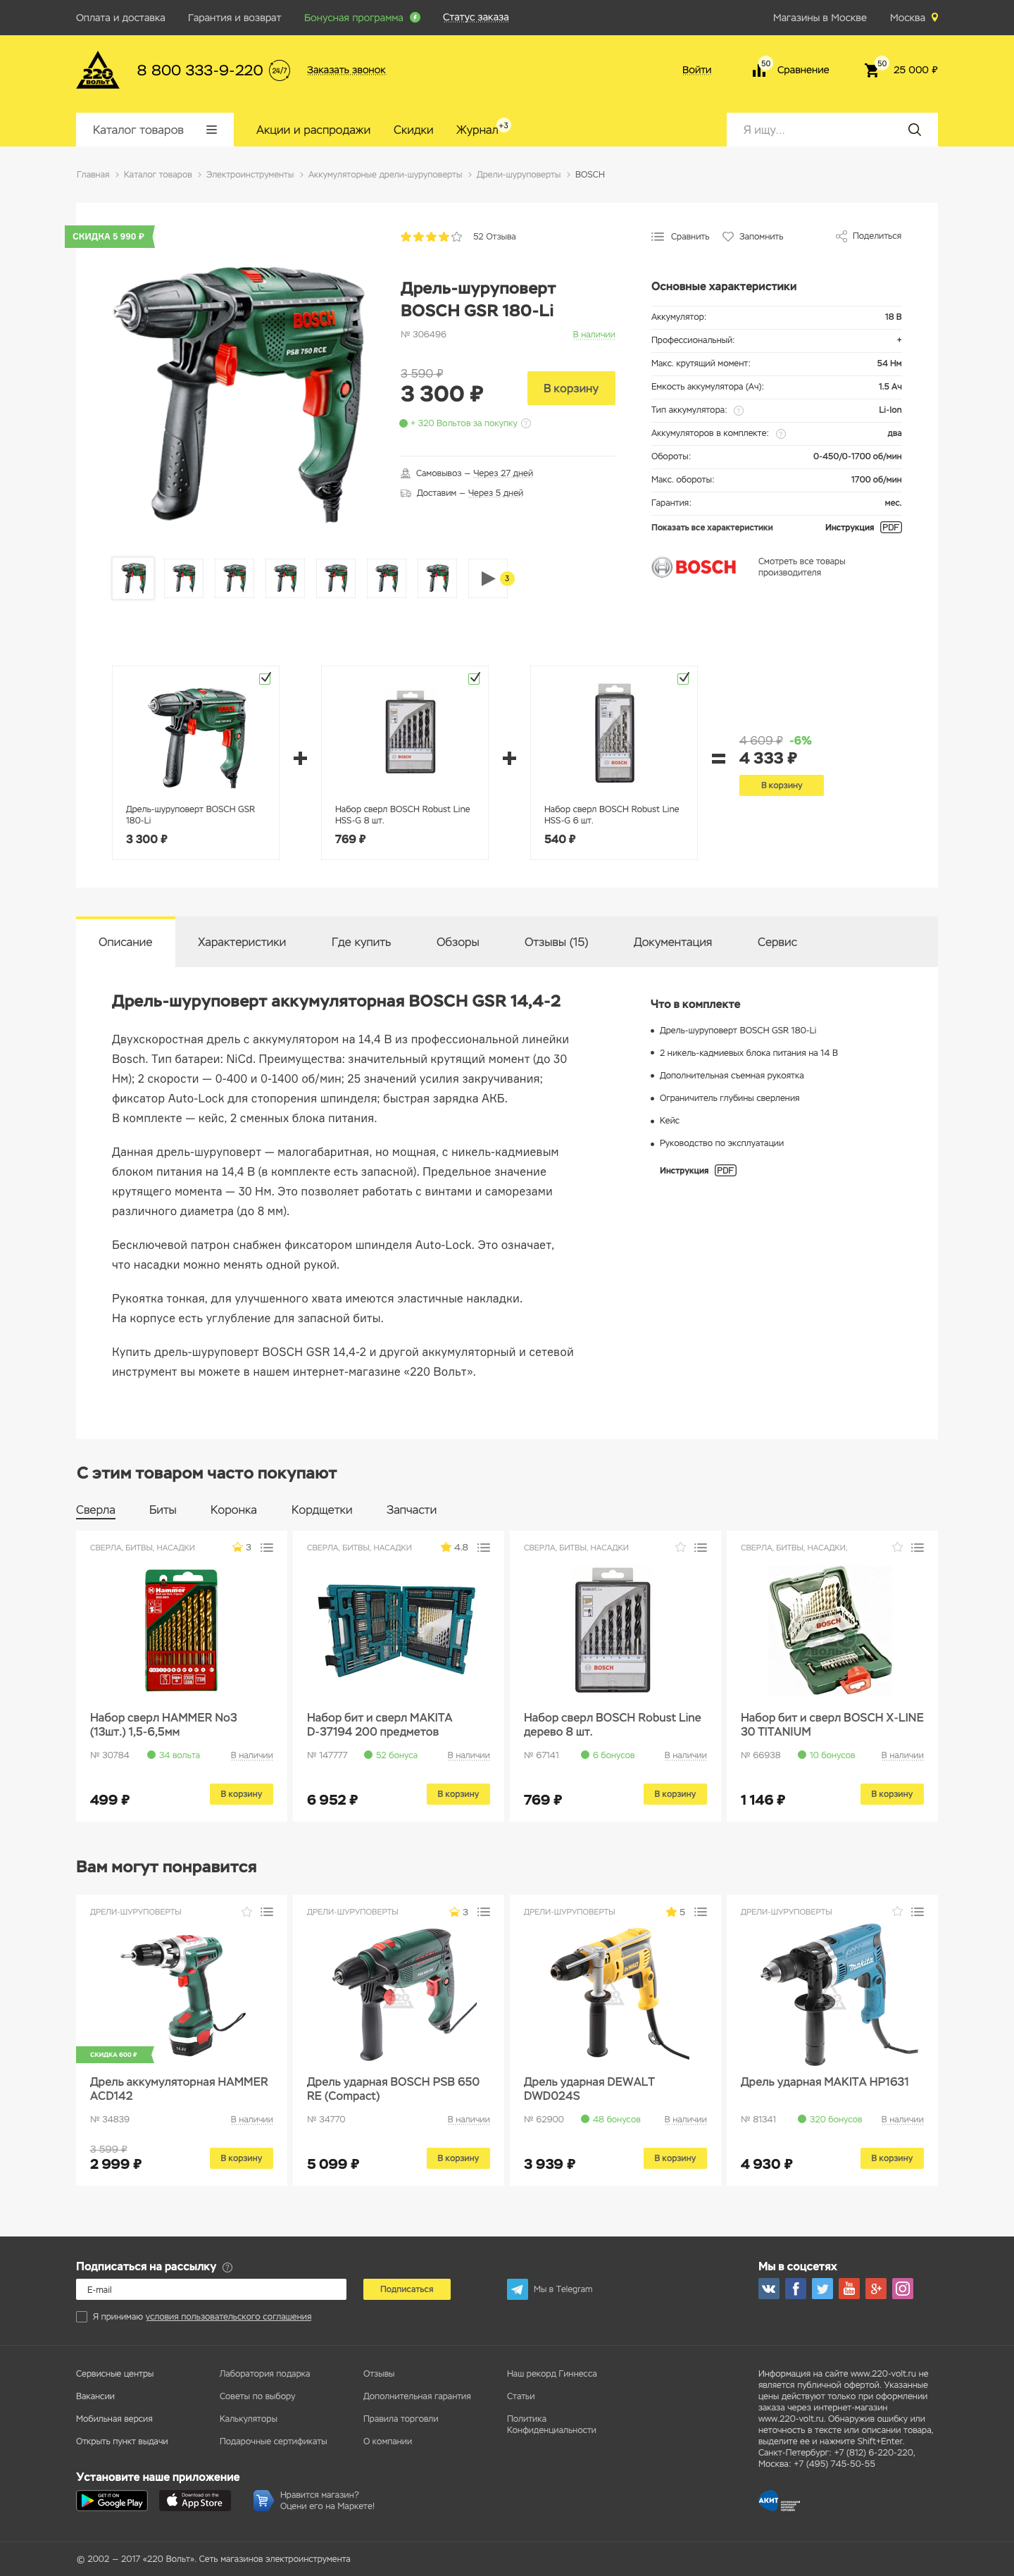 Оплата и доставка Гарантия и возврат Бонусная программа Статус заказа Магазины в Москве Москва
220 ВОЛЬТ 8 800 333-9-220 24/7 Заказать звонок Войти 50 Сравнение 50 25 000 ₽
Каталог товаров Акции и распродажи Скидки Журнал +3 Я ищу...
Главная Каталог товаров Электроинструменты Аккумуляторные дрели-шуруповерты Дрели-шуруповерты BOSCH
СКИДКА 5 990 ₽
52 Отзыва
Сравнить Запомнить Поделиться
BOSCH
PSB 750 RCE
Дрель-шуруповерт
BOSCH GSR 180-Li
№ 306496 В наличии
3 590 ₽
3 300 ₽
В корзину
+ 320 Вольтов за покупку ?
Самовывоз — Через 27 дней
Доставим — Через 5 дней
Основные характеристики
Аккумулятор: 18 В
Профессиональный: +
Макс. крутящий момент: 54 Нм
Емкость аккумулятора (Ач): 1.5 Ач
Тип аккумулятора: ? Li-Ion
Аккумуляторов в комплекте: ? два
Обороты: 0-450/0-1700 об/мин
Макс. обороты: 1700 об/мин
Гарантия: мес.
Показать все характеристики Инструкция PDF
BOSCH
Смотреть все товары
производителя
3
Дрель-шуруповерт BOSCH GSR
180-Li
3 300 ₽
+
BOSCH
Набор сверл BOSCH Robust Line
HSS-G 8 шт.
769 ₽
+
BOSCH
Набор сверл BOSCH Robust Line
HSS-G 6 шт.
540 ₽
=
4 609 ₽ -6%
4 333 ₽
В корзину
Описание Характеристики Где купить Обзоры Отзывы (15) Документация Сервис
Дрель-шуруповерт аккумуляторная BOSCH GSR 14,4-2
Двухскоростная дрель с аккумулятором на 14,4 В из профессиональной линейки
Bosch. Тип батареи: NiCd. Преимущества: значительный крутящий момент (до 30
Нм); 2 скорости — 0-400 и 0-1400 об/мин; 25 значений усилия закручивания;
фиксатор Auto-Lock для стопорения шпинделя; быстрая зарядка АКБ.
В комплекте — кейс, 2 сменных блока питания.
Данная дрель-шуруповерт — малогабаритная, но мощная, с никель-кадмиевым
блоком питания на 14,4 В (в комплекте есть запасной). Предельное значение
крутящего момента — 30 Нм. Это позволяет работать с винтами и саморезами
различного диаметра (до 8 мм).
Бесключевой патрон снабжен фиксатором шпинделя Auto-Lock. Это означает,
что насадки можно менять одной рукой.
Рукоятка тонкая, для улучшенного хвата имеются эластичные накладки.
На корпусе есть углубление для запасной биты.
Купить дрель-шуруповерт BOSCH GSR 14,4-2 и другой аккумуляторный и сетевой
инструмент вы можете в нашем интернет-магазине «220 Вольт».
Что в комплекте
Дрель-шуруповерт BOSCH GSR 180-Li
2 никель-кадмиевых блока питания на 14 В
Дополнительная съемная рукоятка
Ограничитель глубины сверления
Кейс
Руководство по эксплуатации
Инструкция PDF
С этим товаром часто покупают
Сверла Биты Коронка Кордщетки Запчасти
СВЕРЛА, БИТВЫ, НАСАДКИ 3
Hammer
Набор сверл HAMMER No3
(13шт.) 1,5-6,5мм
№ 30784 34 вольта В наличии
499 ₽ В корзину
СВЕРЛА, БИТВЫ, НАСАДКИ 4.8
Набор бит и сверл MAKITA
D-37194 200 предметов
№ 147777 52 бонуса В наличии
6 952 ₽ В корзину
СВЕРЛА, БИТВЫ, НАСАДКИ
BOSCH
Набор сверл BOSCH Robust Line
дерево 8 шт.
№ 67141 6 бонусов В наличии
769 ₽ В корзину
СВЕРЛА, БИТВЫ, НАСАДКИ,
BOSCH
Набор бит и сверл BOSCH X-LINE
30 TITANIUM
№ 66938 10 бонусов В наличии
1 146 ₽ В корзину
Вам могут понравится
ДРЕЛИ-ШУРУПОВЕРТЫ
СКИДКА 600 ₽
Дрель аккумуляторная HAMMER
ACD142
№ 34839 В наличии
3 599 ₽
2 999 ₽ В корзину
ДРЕЛИ-ШУРУПОВЕРТЫ 3
Дрель ударная BOSCH PSB 650
RE (Compact)
№ 34770 В наличии
5 099 ₽ В корзину
ДРЕЛИ-ШУРУПОВЕРТЫ 5
Дрель ударная DEWALT
DWD024S
№ 62900 48 бонусов В наличии
3 939 ₽ В корзину
ДРЕЛИ-ШУРУПОВЕРТЫ
makita
Дрель ударная MAKITA HP1631
№ 81341 320 бонусов В наличии
4 930 ₽ В корзину
Подписаться на рассылку ?
E-mail Подписаться
Мы в Telegram
Мы в соцсетях
Я принимаю условия пользовательского соглашения
Сервисные центры
Вакансии
Мобильная версия
Открыть пункт выдачи
Лаборатория подарка
Советы по выбору
Калькуляторы
Подарочные сертификаты
Отзывы
Дополнительная гарантия
Правила торговли
О компании
Наш рекорд Гиннесса
Статьи
Политика
Конфиденциальности
Информация на сайте www.220-volt.ru не
является публичной офертой. Указанные
цены действуют только при оформлении
заказа через интернет-магазин
www.220-volt.ru. Обнаружив ошибку или
неточность в тексте или описании товара,
выделите ее и нажмите Shift+Enter.
Санкт-Петербург: +7 (812) 6-220-220,
Москва: +7 (495) 745-50-55
Установите наше приложение
GET IT ON
Google Play
Download on the
App Store
Нравится магазин?
Оцени его на Маркете!
АКИТ
© 2002 — 2017 «220 Вольт». Сеть магазинов электроинструмента